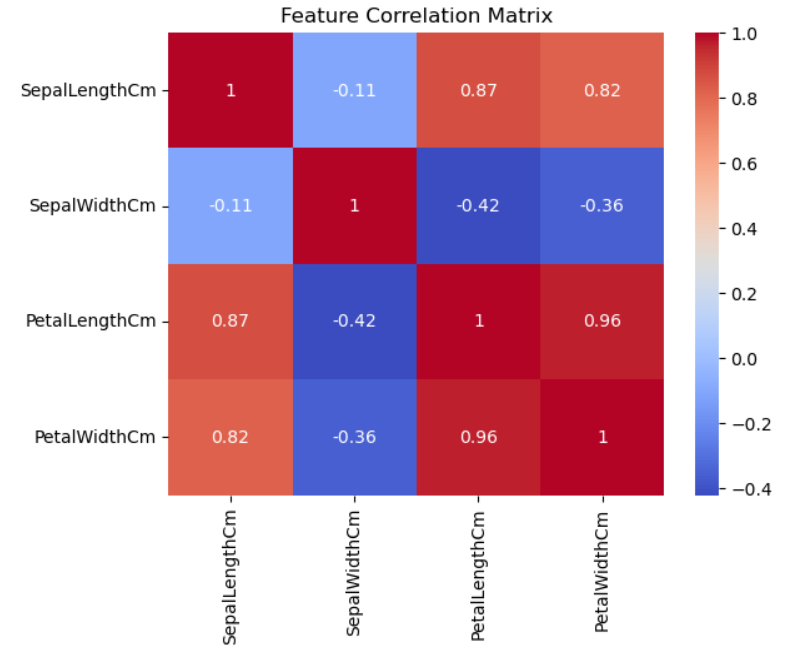 Feature Correlation Matrix
SepalLengthCm 1 -0.11 0.87 0.82
SepalWidthCm -0.11 1 -0.42 -0.36
PetalLengthCm 0.87 -0.42 1 0.96
PetalWidthCm 0.82 -0.36 0.96 1
SepalLengthCm
SepalWidthCm
PetalLengthCm
PetalWidthCm
1.0
0.8
0.6
0.4
0.2
0.0
−0.2
−0.4